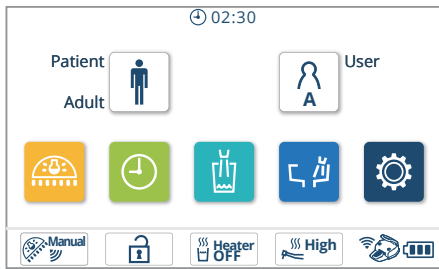 02:30
Patient
User
Adult
A
Manual
Heater
OFF
High